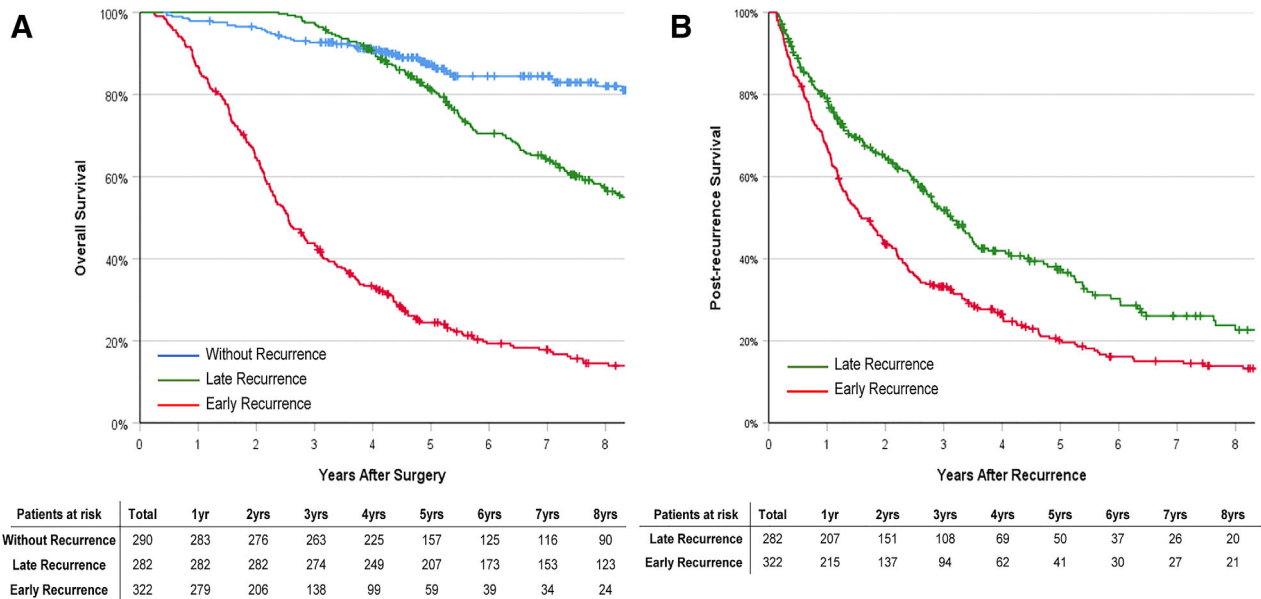 A
Overall Survival
100%
80%
60%
40%
20%
0%
Without Recurrence
Late Recurrence
Early Recurrence
0 1 2 3 4 5 6 7 8
Years After Surgery
Patients at risk Total 1yr 2yrs 3yrs 4yrs 5yrs 6yrs 7yrs 8yrs
Without Recurrence 290 283 276 263 225 157 125 116 90
Late Recurrence 282 282 282 274 249 207 173 153 123
Early Recurrence 322 279 206 138 99 59 39 34 24
B
Post-recurrence Survival
100%
80%
60%
40%
20%
0%
Late Recurrence
Early Recurrence
0 1 2 3 4 5 6 7 8
Years After Recurrence
Patients at risk Total 1yr 2yrs 3yrs 4yrs 5yrs 6yrs 7yrs 8yrs
Late Recurrence 282 207 151 108 69 50 37 26 20
Early Recurrence 322 215 137 94 62 41 30 27 21